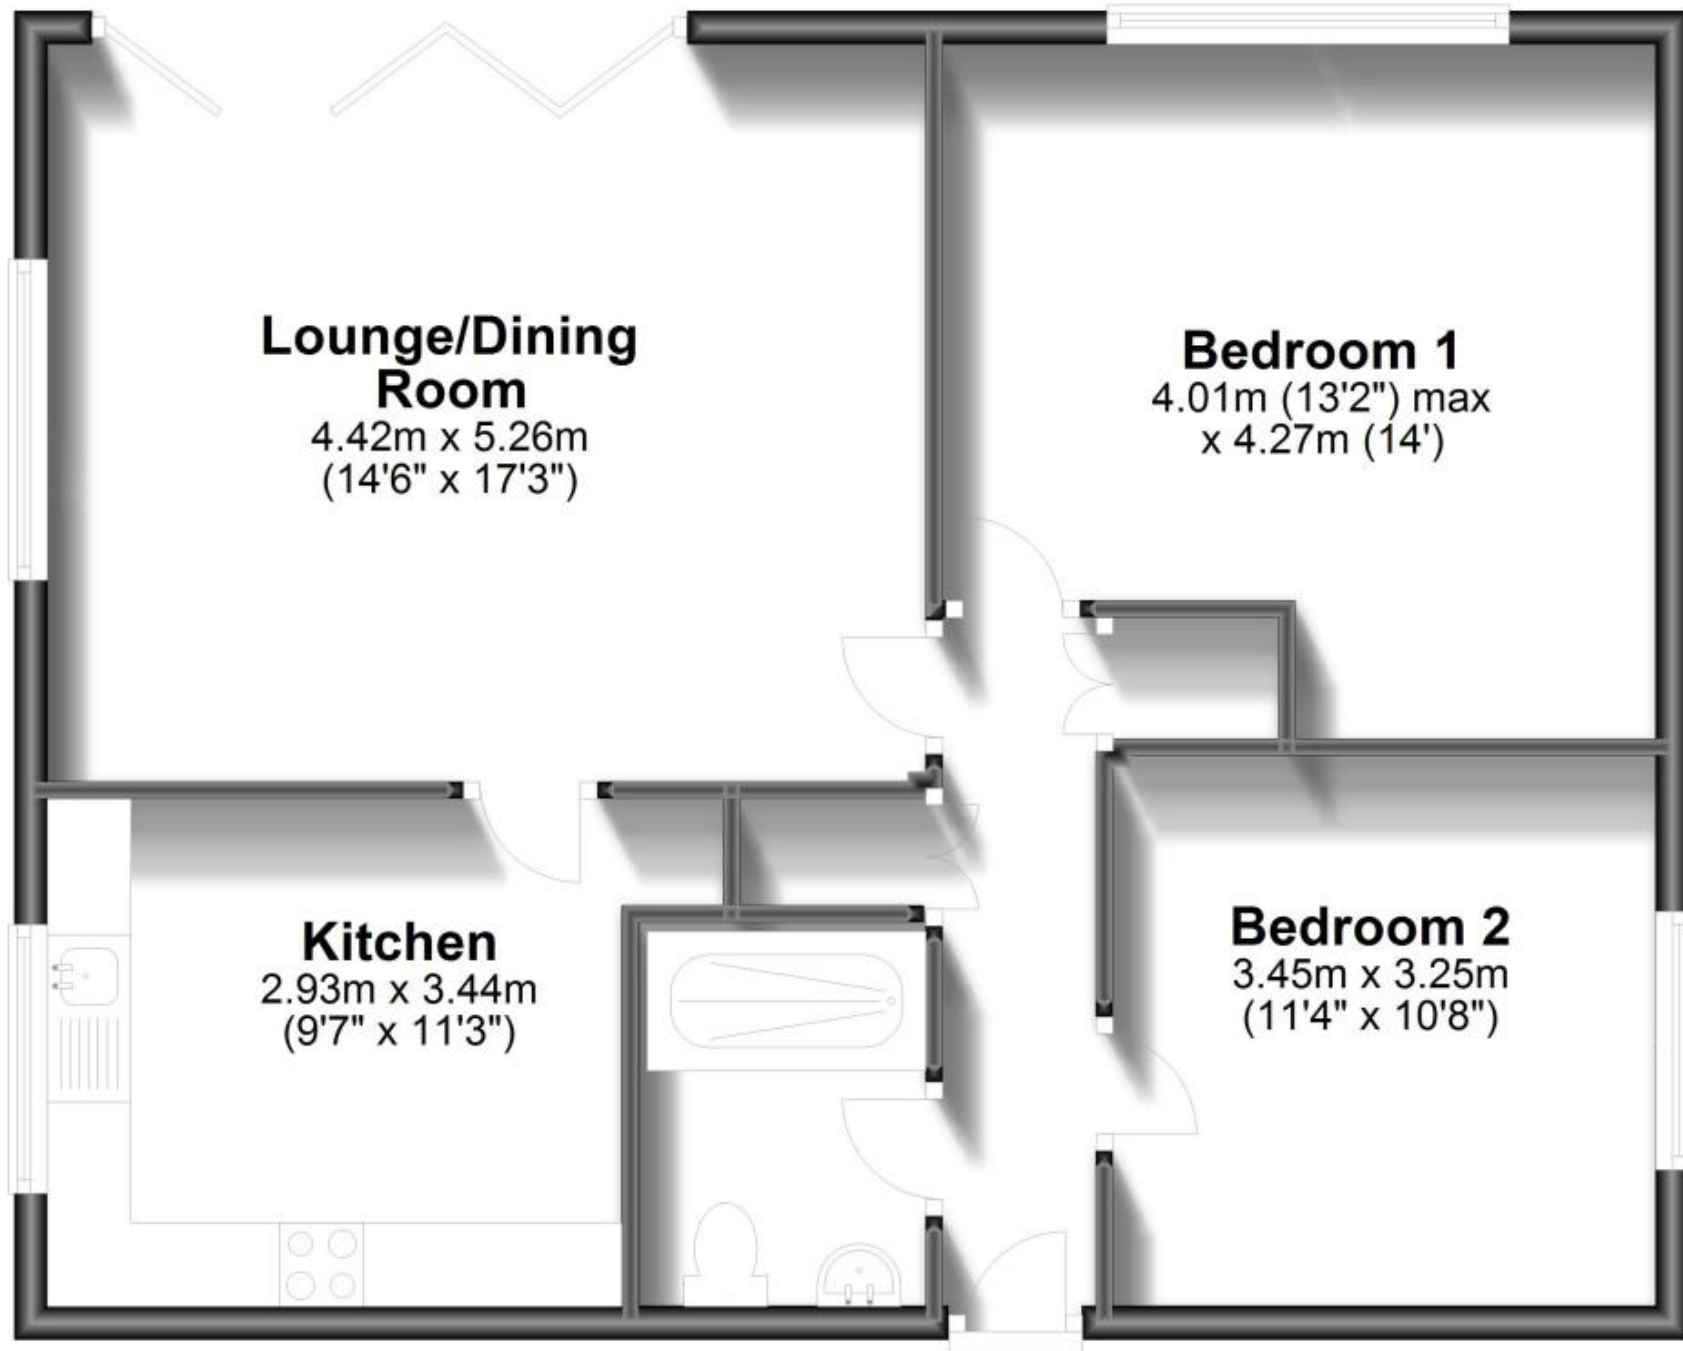 Lounge/Dining
Room
4.42m x 5.26m
(14'6" x 17'3")
Bedroom 1
4.01m (13'2") max
x 4.27m (14')
Kitchen
2.93m x 3.44m
(9'7" x 11'3")
Bedroom 2
3.45m x 3.25m
(11'4" x 10'8")